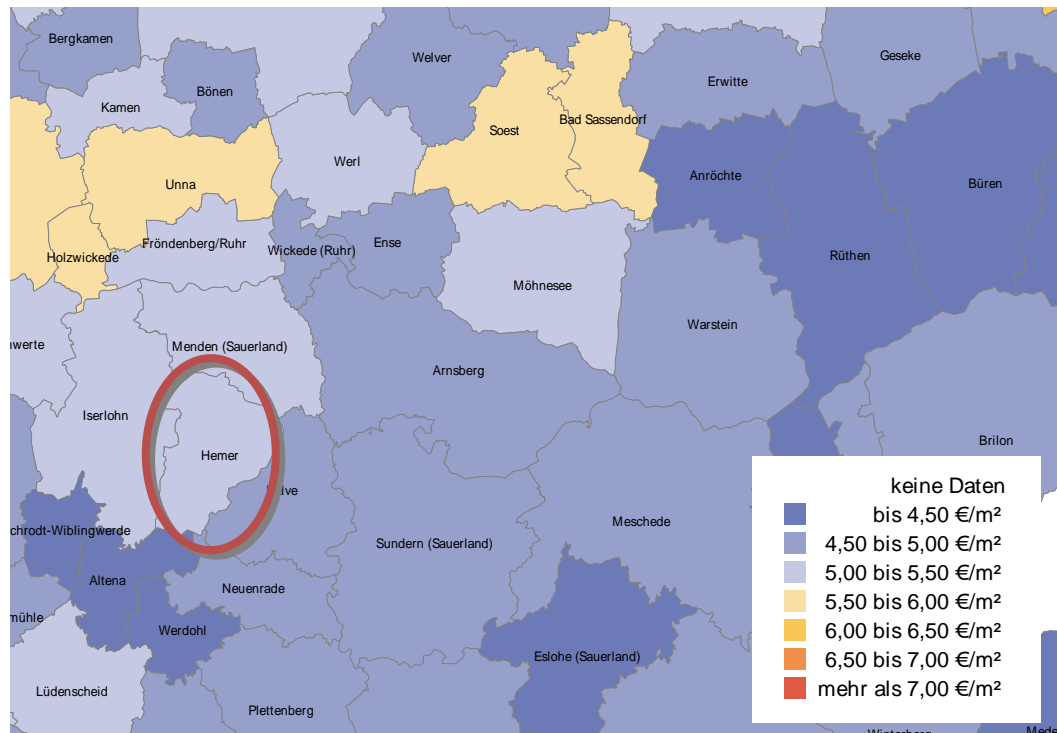 Bergkamen
Welver
Geseke
Erwitte
Bönen
Kamen
Bad Sassendorf
Soest
Werl
Anröchte
Büren
Unna
Fröndenberg/Ruhr
Wickede (Ruhr)
Ense
Holzwickede
Rüthen
Möhnesee
Warstein
nwerte
Menden (Sauerland)
Arnsberg
Iserlohn
Brilon
Hemer
Meschede
chrodt-Wiblingwerde
Sundern (Sauerland)
Altena
Neuenrade
mühle
Werdohl
Eslohe (Sauerland)
Lüdenscheid
Plettenberg
keine Daten
bis 4,50 €/m²
4,50 bis 5,00 €/m²
5,00 bis 5,50 €/m²
5,50 bis 6,00 €/m²
6,00 bis 6,50 €/m²
6,50 bis 7,00 €/m²
mehr als 7,00 €/m²